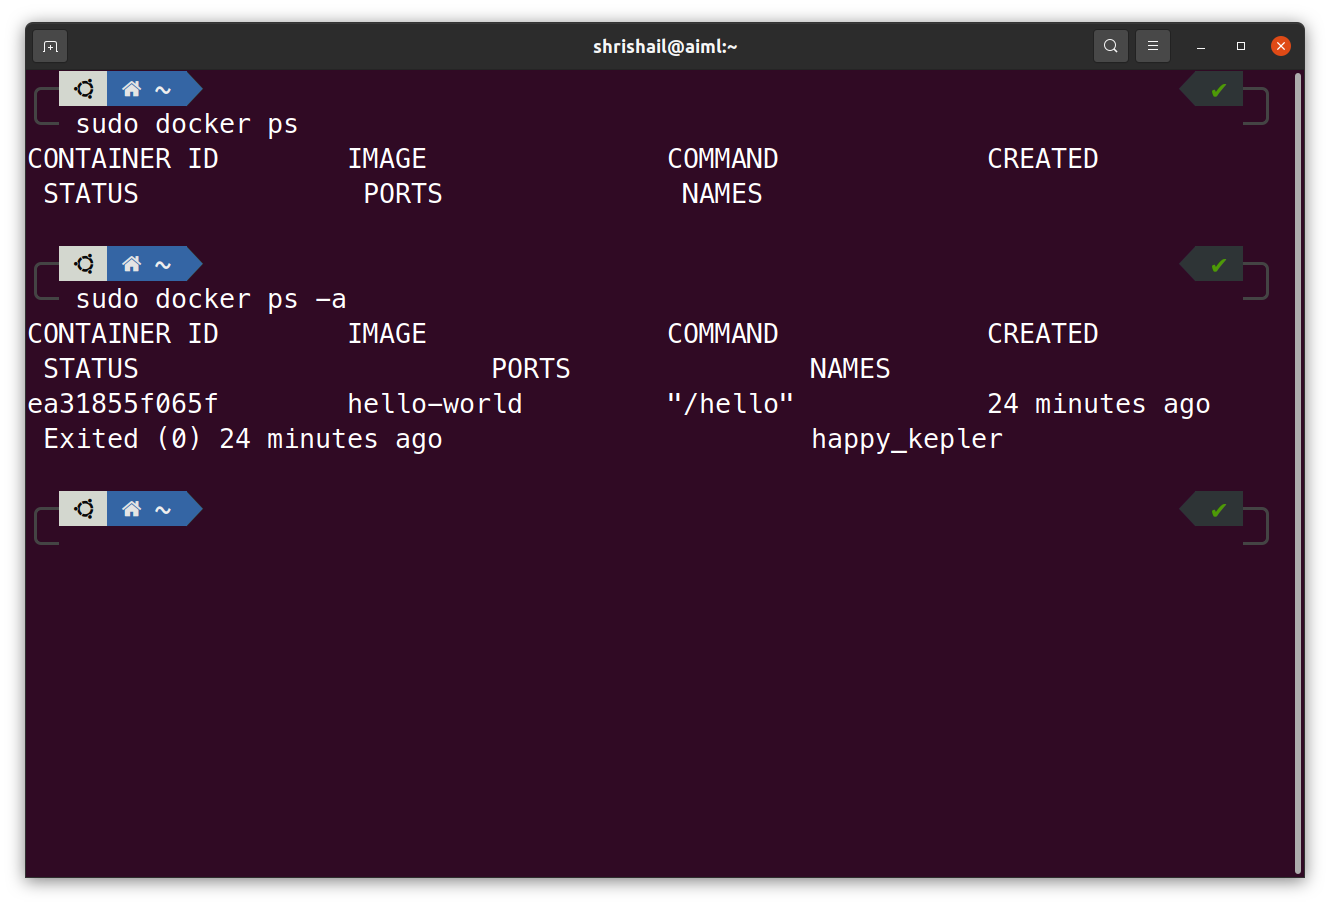 shrishail@aiml:~
~
sudo docker ps
CONTAINER ID        IMAGE               COMMAND             CREATED
STATUS              PORTS               NAMES
~
sudo docker ps -a
CONTAINER ID        IMAGE               COMMAND             CREATED
STATUS                      PORTS               NAMES
ea31855f065f        hello-world         "/hello"            24 minutes ago
Exited (0) 24 minutes ago                       happy_kepler
~